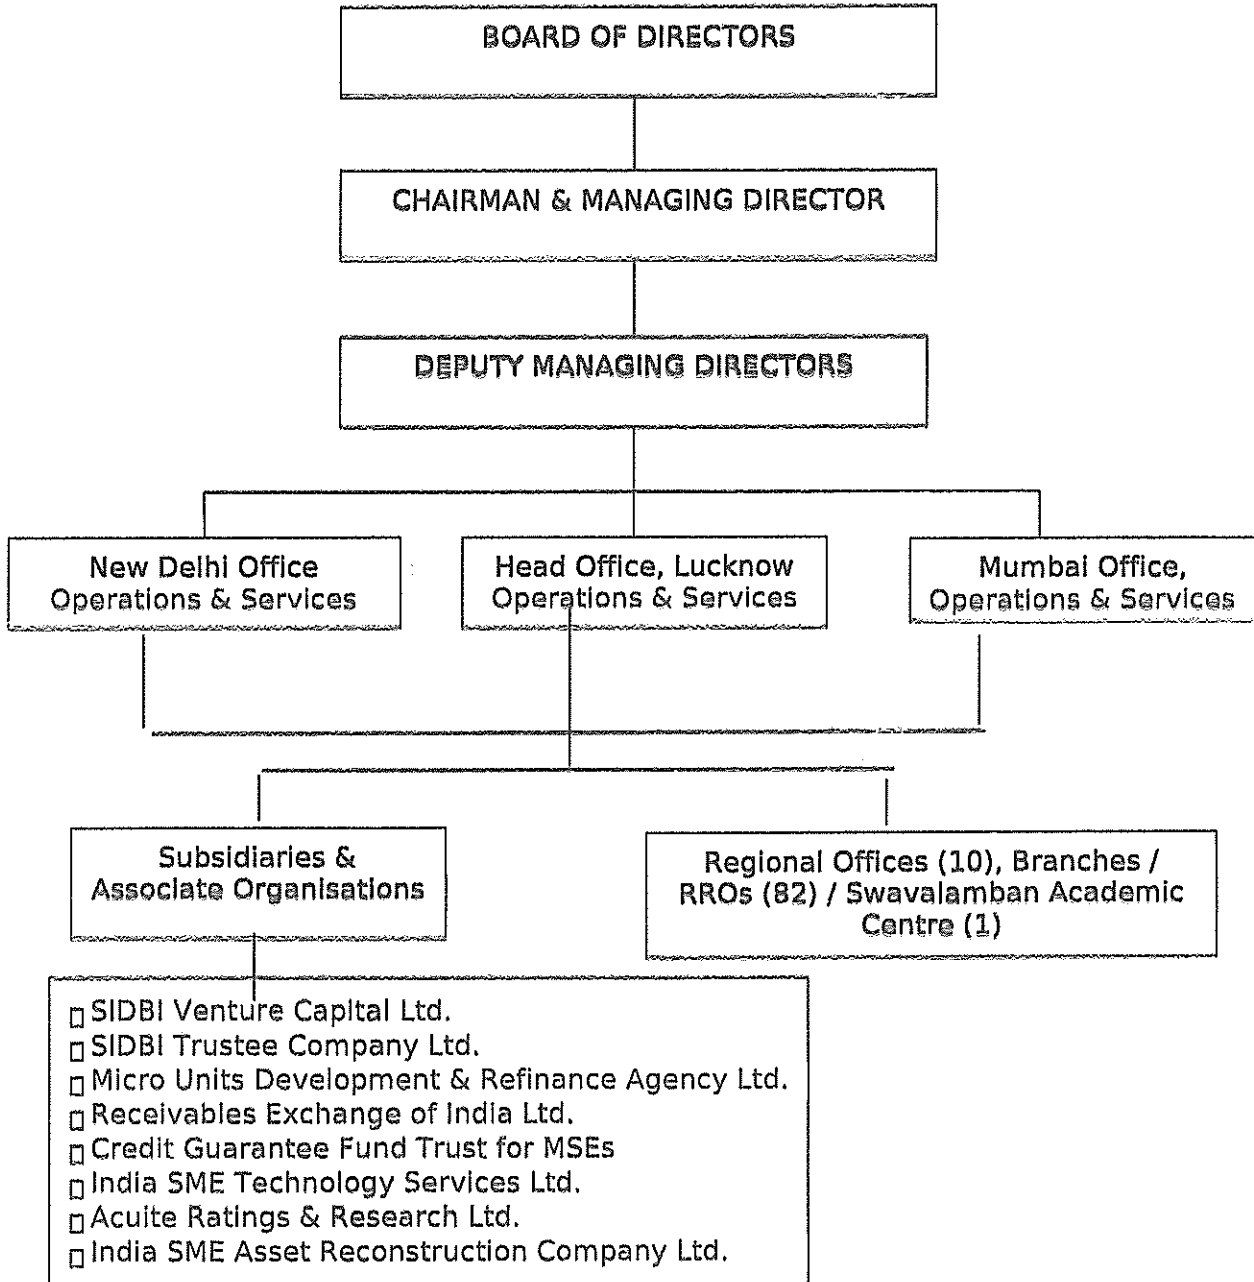 BOARD OF DIRECTORS
CHAIRMAN & MANAGING DIRECTOR
DEPUTY MANAGING DIRECTORS
New Delhi Office
Operations & Services
Head Office, Lucknow
Operations & Services
Mumbai Office,
Operations & Services
Subsidiaries &
Associate Organisations
Regional Offices (10), Branches /
RROs (82) / Swavalamban Academic
Centre (1)
SIDBI Venture Capital Ltd.
SIDBI Trustee Company Ltd.
Micro Units Development & Refinance Agency Ltd.
Receivables Exchange of India Ltd.
Credit Guarantee Fund Trust for MSEs
India SME Technology Services Ltd.
Acuite Ratings & Research Ltd.
India SME Asset Reconstruction Company Ltd.